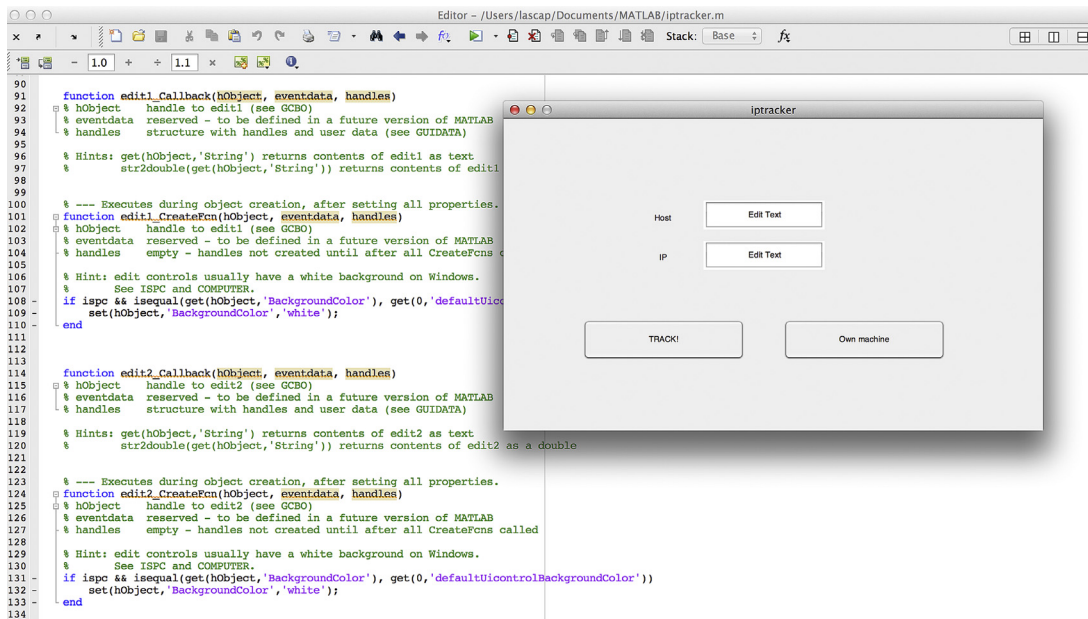 Editor – /Users/lascap/Documents/MATLAB/iptracker.m
Stack: Base fx
– 1.0 + ÷ 1.1 ×
90
91 function edit1_Callback(hObject, eventdata, handles)
92 % hObject    handle to edit1 (see GCBO)
93 % eventdata  reserved - to be defined in a future version of MATLAB
94 % handles    structure with handles and user data (see GUIDATA)
95
96 % Hints: get(hObject,'String') returns contents of edit1 as text
97 %        str2double(get(hObject,'String')) returns contents of edit1
98
99
100 % --- Executes during object creation, after setting all properties.
101 function edit1_CreateFcn(hObject, eventdata, handles)
102 % hObject    handle to edit1 (see GCBO)
103 % eventdata  reserved - to be defined in a future version of MATLAB
104 % handles    empty - handles not created until after all CreateFcns
105
106 % Hint: edit controls usually have a white background on Windows.
107 %       See ISPC and COMPUTER.
108 - if ispc && isequal(get(hObject,'BackgroundColor'), get(0,'defaultUico
109 -     set(hObject,'BackgroundColor','white');
110 - end
111
112
113
114 function edit2_Callback(hObject, eventdata, handles)
115 % hObject    handle to edit2 (see GCBO)
116 % eventdata  reserved - to be defined in a future version of MATLAB
117 % handles    structure with handles and user data (see GUIDATA)
118
119 % Hints: get(hObject,'String') returns contents of edit2 as text
120 %        str2double(get(hObject,'String')) returns contents of edit2 as a double
121
122
123 % --- Executes during object creation, after setting all properties.
124 function edit2_CreateFcn(hObject, eventdata, handles)
125 % hObject    handle to edit2 (see GCBO)
126 % eventdata  reserved - to be defined in a future version of MATLAB
127 % handles    empty - handles not created until after all CreateFcns called
128
129 % Hint: edit controls usually have a white background on Windows.
130 %       See ISPC and COMPUTER.
131 - if ispc && isequal(get(hObject,'BackgroundColor'), get(0,'defaultUicontrolBackgroundColor'))
132 -     set(hObject,'BackgroundColor','white');
133 - end
134
iptracker
Host Edit Text
IP Edit Text
TRACK! Own machine